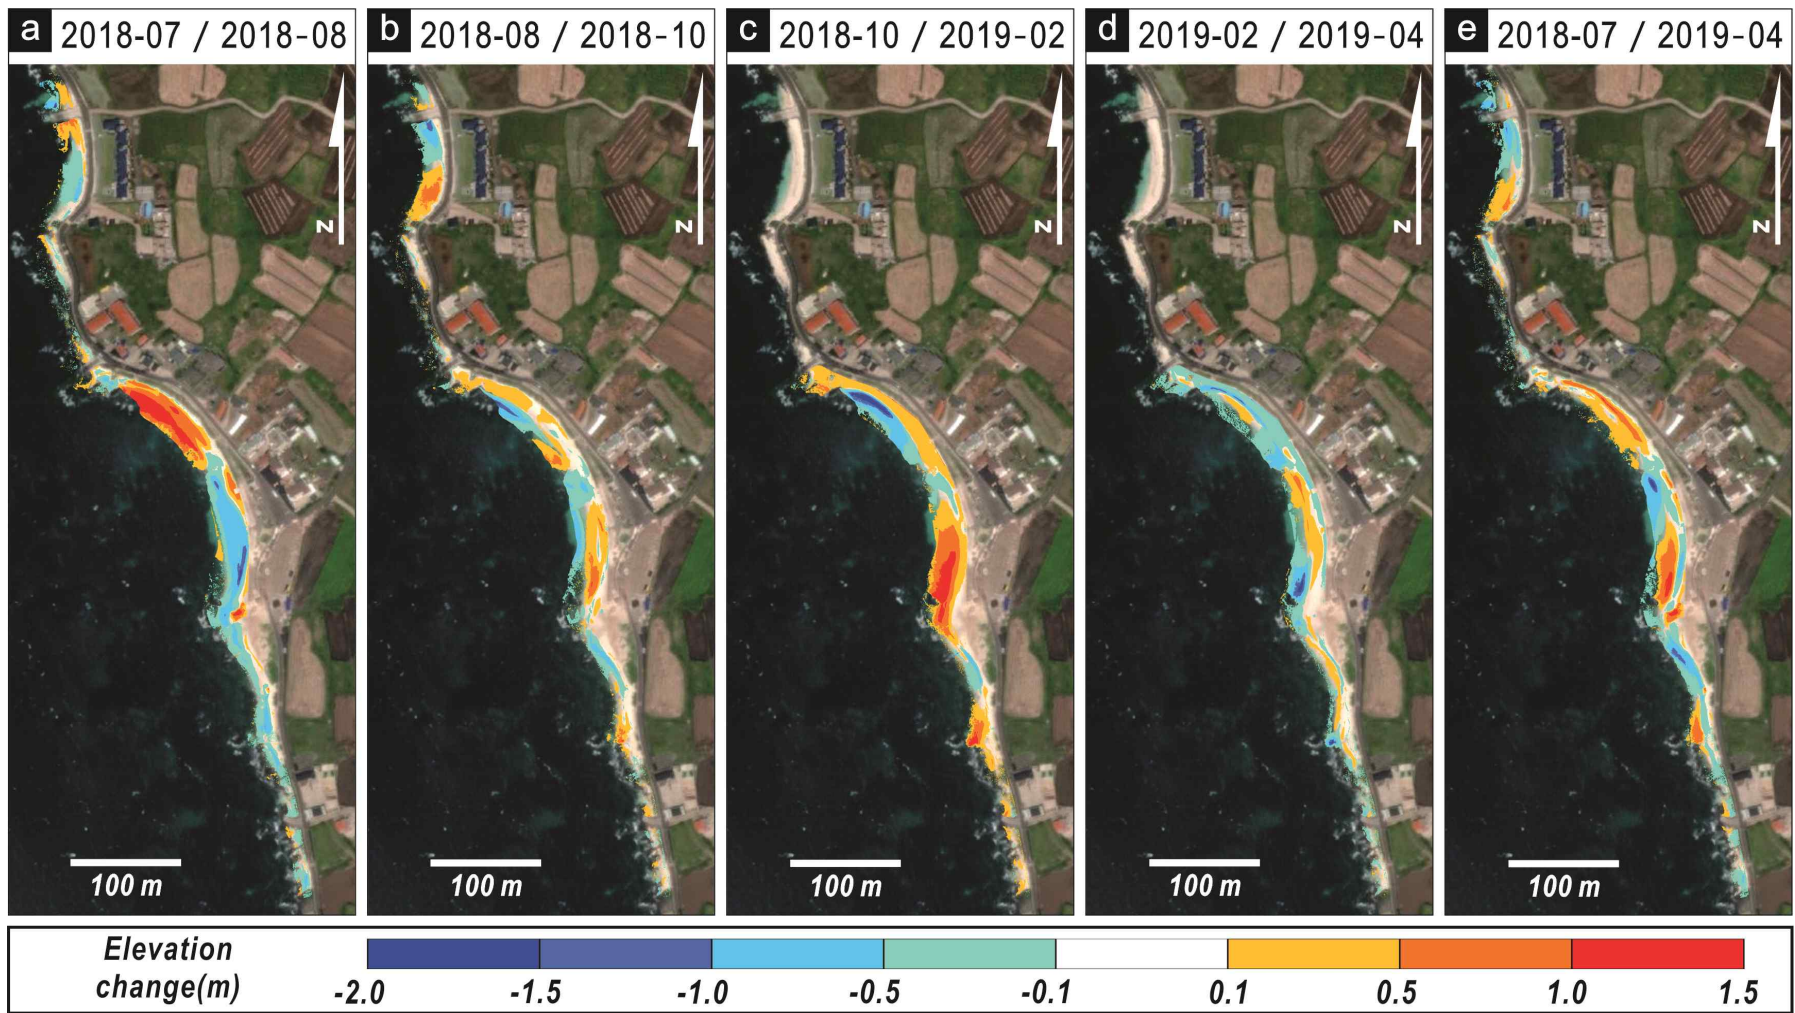 a 2018-07 / 2018-08
b 2018-08 / 2018-10
c 2018-10 / 2019-02
d 2019-02 / 2019-04
e 2018-07 / 2019-04
N
N
N
N
N
100 m
100 m
100 m
100 m
100 m
Elevation
change(m)
-2.0 -1.5 -1.0 -0.5 -0.1 0.1 0.5 1.0 1.5